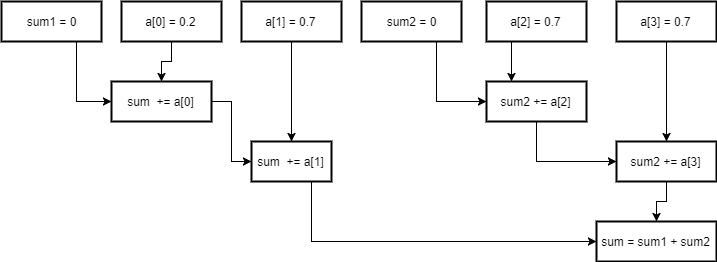 sum1 = 0
a[0] = 0.2
a[1] = 0.7
sum2 = 0
a[2] = 0.7
a[3] = 0.7
sum += a[0]
sum2 += a[2]
sum += a[1]
sum2 += a[3]
sum = sum1 + sum2